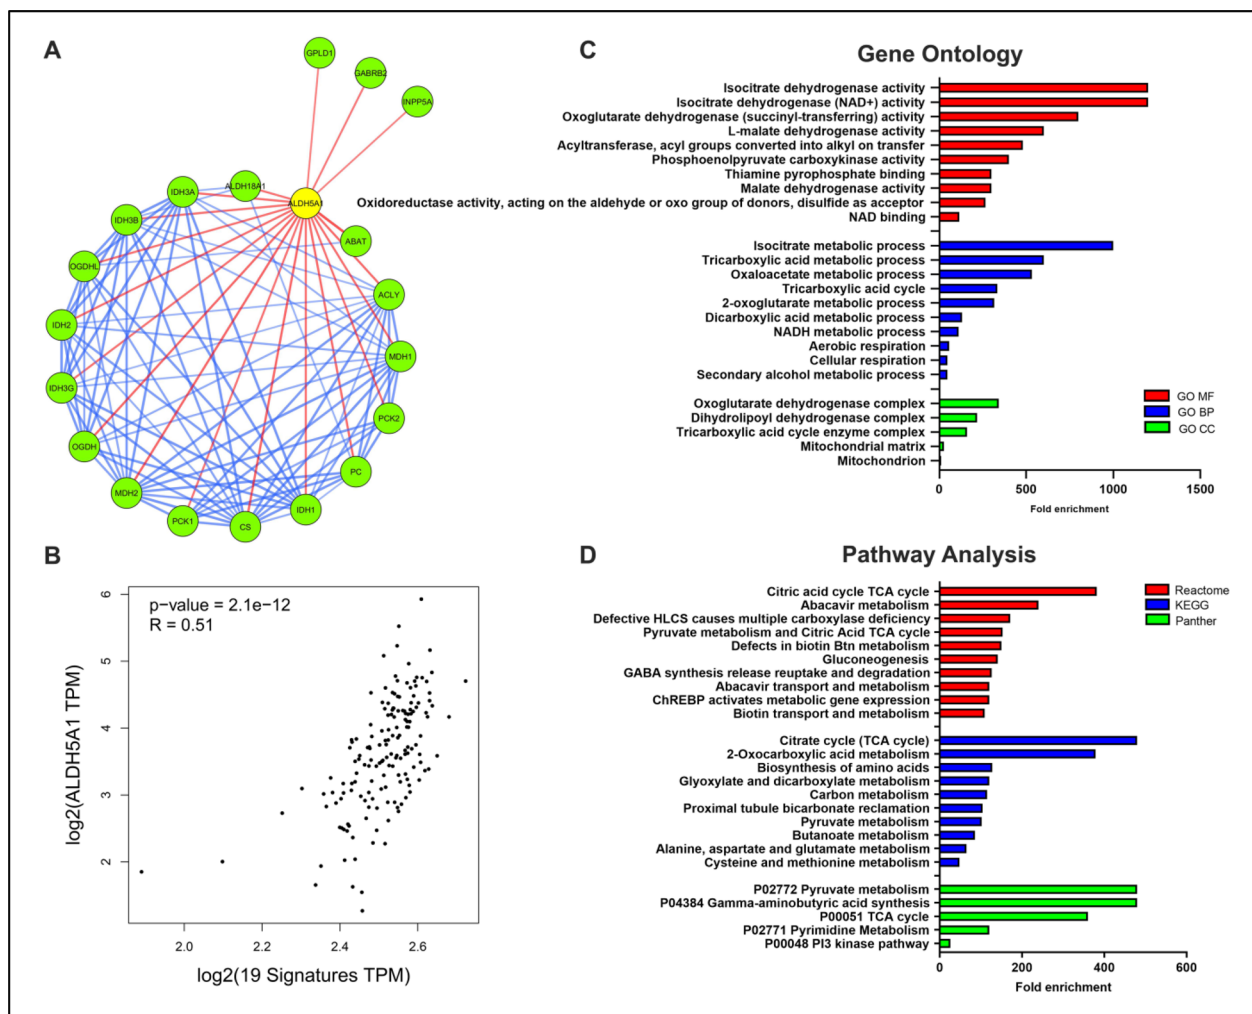 A
GPLD1
GABRB2
INPP5A
ALDH18A1
IDH3A
ALDH5A1
IDH3B
ABAT
OGDHL
ACLY
IDH2
MDH1
IDH3G
PCK2
OGDH
PC
MDH2
IDH1
PCK1
CS
B
p−value = 2.1e−12
R = 0.51
log2(ALDH5A1 TPM)
6
5
4
3
2
2.0 2.2 2.4 2.6
log2(19 Signatures TPM)
C
Gene Ontology
Isocitrate dehydrogenase activity
Isocitrate dehydrogenase (NAD+) activity
Oxoglutarate dehydrogenase (succinyl-transferring) activity
L-malate dehydrogenase activity
Acyltransferase, acyl groups converted into alkyl on transfer
Phosphoenolpyruvate carboxykinase activity
Thiamine pyrophosphate binding
Malate dehydrogenase activity
Oxidoreductase activity, acting on the aldehyde or oxo group of donors, disulfide as acceptor
NAD binding
Isocitrate metabolic process
Tricarboxylic acid metabolic process
Oxaloacetate metabolic process
Tricarboxylic acid cycle
2-oxoglutarate metabolic process
Dicarboxylic acid metabolic process
NADH metabolic process
Aerobic respiration
Cellular respiration
Secondary alcohol metabolic process
Oxoglutarate dehydrogenase complex
Dihydrolipoyl dehydrogenase complex
Tricarboxylic acid cycle enzyme complex
Mitochondrial matrix
Mitochondrion
GO MF
GO BP
GO CC
0 500 1000 1500
Fold enrichment
D
Pathway Analysis
Citric acid cycle TCA cycle
Abacavir metabolism
Defective HLCS causes multiple carboxylase deficiency
Pyruvate metabolism and Citric Acid TCA cycle
Defects in biotin Btn metabolism
Gluconeogenesis
GABA synthesis release reuptake and degradation
Abacavir transport and metabolism
ChREBP activates metabolic gene expression
Biotin transport and metabolism
Citrate cycle (TCA cycle)
2-Oxocarboxylic acid metabolism
Biosynthesis of amino acids
Glyoxylate and dicarboxylate metabolism
Carbon metabolism
Proximal tubule bicarbonate reclamation
Pyruvate metabolism
Butanoate metabolism
Alanine, aspartate and glutamate metabolism
Cysteine and methionine metabolism
P02772 Pyruvate metabolism
P04384 Gamma-aminobutyric acid synthesis
P00051 TCA cycle
P02771 Pyrimidine Metabolism
P00048 PI3 kinase pathway
Reactome
KEGG
Panther
0 200 400 600
Fold enrichment